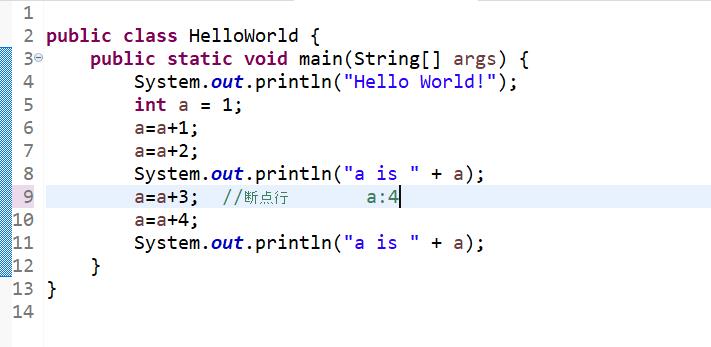 1
2 public class HelloWorld {
3 public static void main(String[] args) {
4 System.out.println("Hello World!");
5 int a = 1;
6 a=a+1;
7 a=a+2;
8 System.out.println("a is " + a);
9 a=a+3; //断点行 a:4
10 a=a+4;
11 System.out.println("a is " + a);
12 }
13 }
14